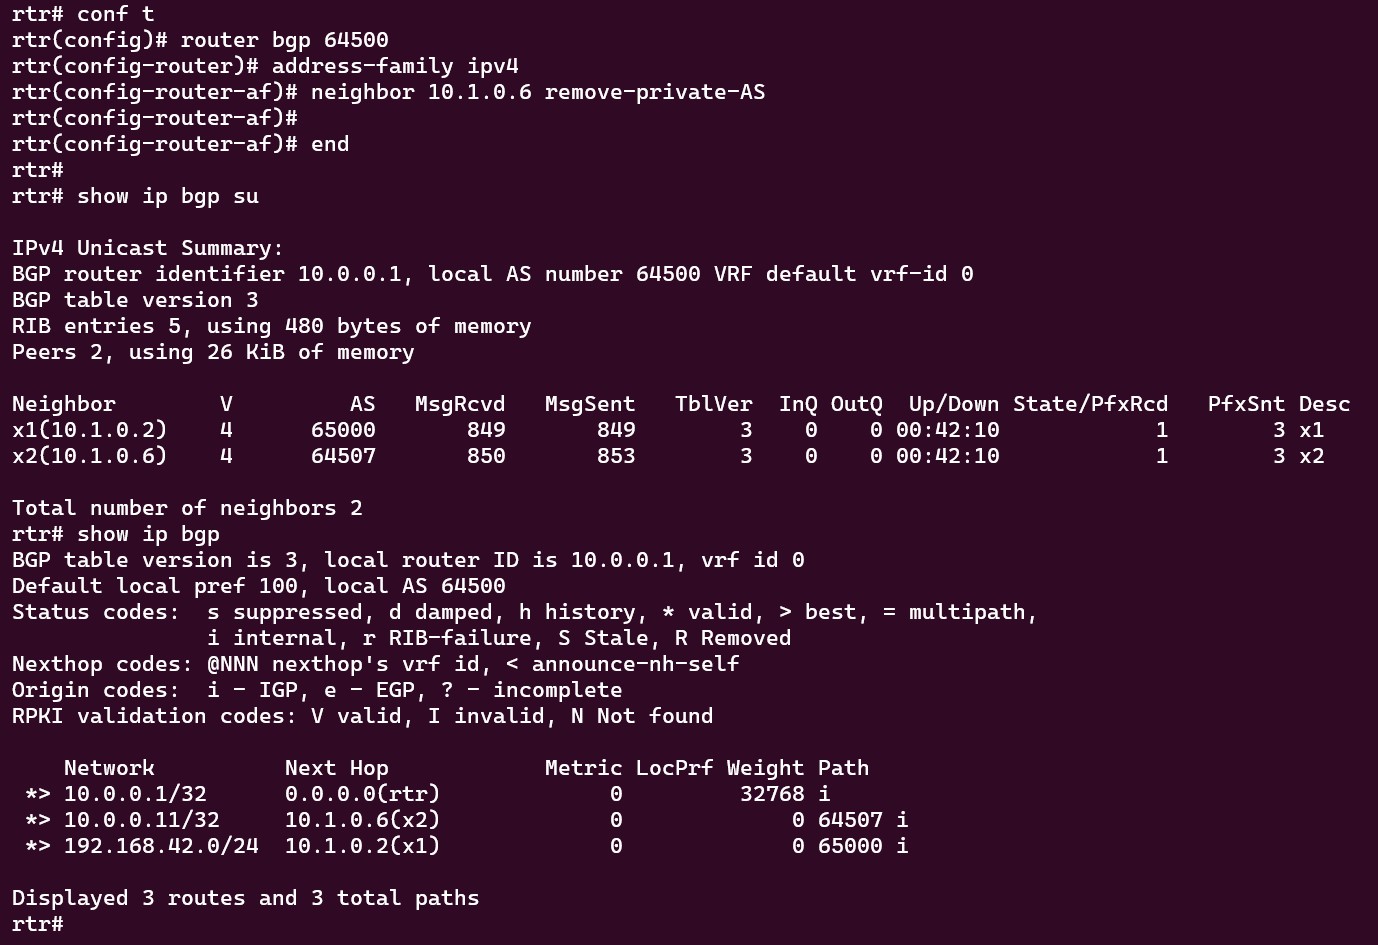 rtr# conf t
rtr(config)# router bgp 64500
rtr(config-router)# address-family ipv4
rtr(config-router-af)# neighbor 10.1.0.6 remove-private-AS
rtr(config-router-af)#
rtr(config-router-af)# end
rtr#
rtr# show ip bgp su

IPv4 Unicast Summary:
BGP router identifier 10.0.0.1, local AS number 64500 VRF default vrf-id 0
BGP table version 3
RIB entries 5, using 480 bytes of memory
Peers 2, using 26 KiB of memory

Neighbor        V         AS   MsgRcvd   MsgSent   TblVer  InQ OutQ  Up/Down State/PfxRcd   PfxSnt Desc
x1(10.1.0.2)    4      65000       849       849        3    0    0 00:42:10            1        3 x1
x2(10.1.0.6)    4      64507       850       853        3    0    0 00:42:10            1        3 x2

Total number of neighbors 2
rtr# show ip bgp
BGP table version is 3, local router ID is 10.0.0.1, vrf id 0
Default local pref 100, local AS 64500
Status codes:  s suppressed, d damped, h history, * valid, > best, = multipath,
               i internal, r RIB-failure, S Stale, R Removed
Nexthop codes: @NNN nexthop's vrf id, < announce-nh-self
Origin codes:  i - IGP, e - EGP, ? - incomplete
RPKI validation codes: V valid, I invalid, N Not found

    Network          Next Hop            Metric LocPrf Weight Path
 *> 10.0.0.1/32      0.0.0.0(rtr)             0         32768 i
 *> 10.0.0.11/32     10.1.0.6(x2)             0             0 64507 i
 *> 192.168.42.0/24  10.1.0.2(x1)             0             0 65000 i

Displayed 3 routes and 3 total paths
rtr#